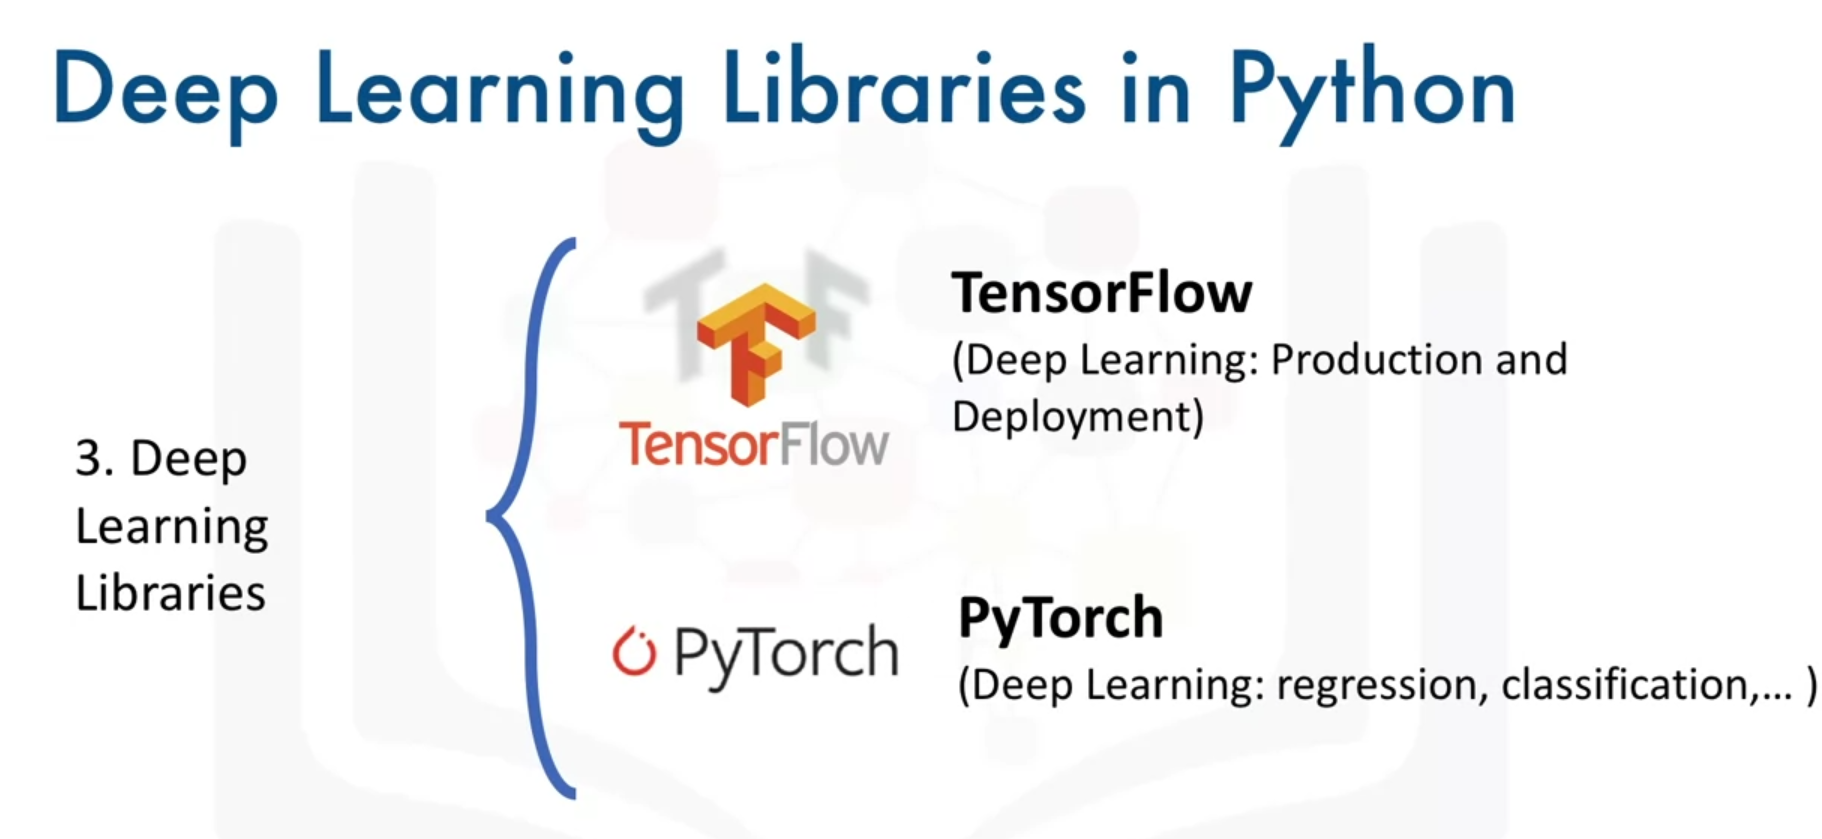 Deep Learning Libraries in Python
3. Deep
Learning
Libraries
TF
TensorFlow
TensorFlow
(Deep Learning: Production and
Deployment)
PyTorch
PyTorch
(Deep Learning: regression, classification,... )